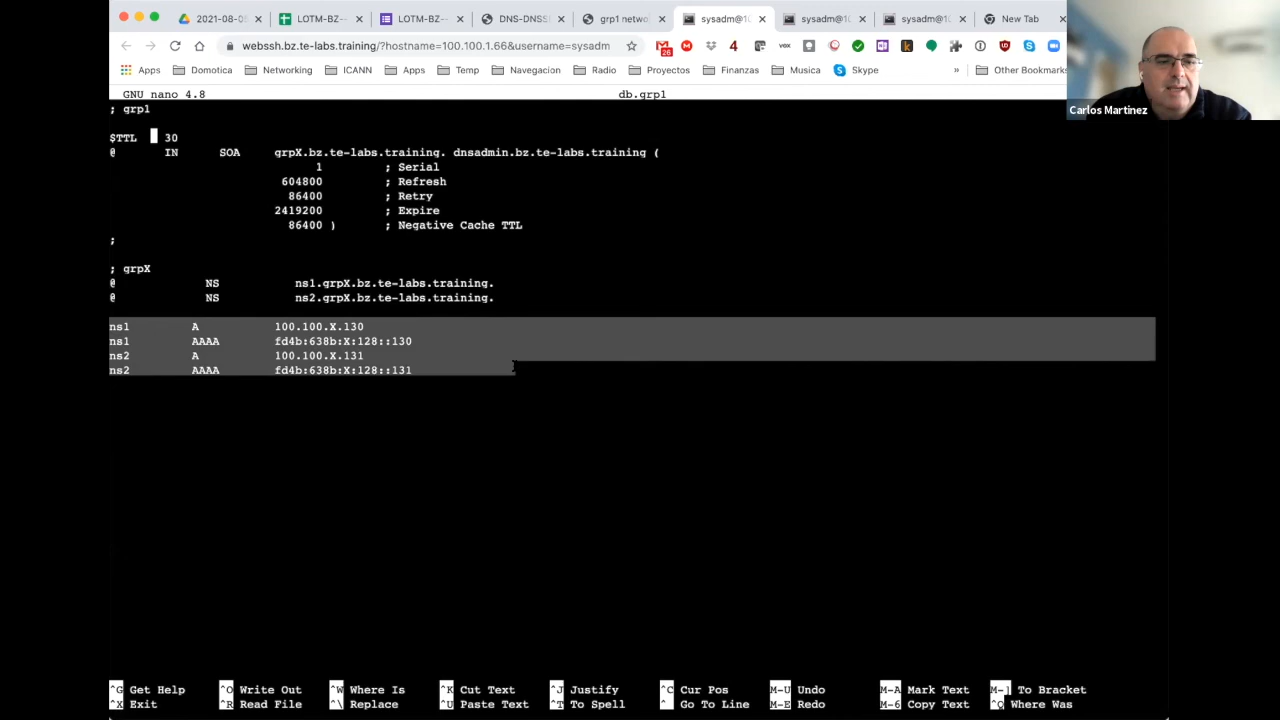 2021-08-05
LOTM-BZ-
LOTM-BZ-
DNS-DNSS
grp1 netwo
sysadm@10
sysadm@10
sysadm@10
New Tab
webssh.bz.te-labs.training/?hostname=100.100.1.66&username=sysadm
26
4
vox
Apps
Domotica
Networking
ICANN
Apps
Temp
Navegacion
Radio
Proyectos
Finanzas
Musica
Skype
»
Other Bookmarks
Carlos Martinez
GNU nano 4.8 db.grp1
; grp1
$TTL 30
@ IN SOA grpX.bz.te-labs.training. dnsadmin.bz.te-labs.training (
1 ; Serial
604800 ; Refresh
86400 ; Retry
2419200 ; Expire
86400 ) ; Negative Cache TTL
;
; grpX
@ NS ns1.grpX.bz.te-labs.training.
@ NS ns2.grpX.bz.te-labs.training.
ns1 A 100.100.X.130
ns1 AAAA fd4b:638b:X:128::130
ns2 A 100.100.X.131
ns2 AAAA fd4b:638b:X:128::131
^G Get Help ^O Write Out ^W Where Is ^K Cut Text ^J Justify ^C Cur Pos M-U Undo M-A Mark Text M-] To Bracket
^X Exit ^R Read File ^\ Replace ^U Paste Text ^T To Spell ^_ Go To Line M-E Redo M-6 Copy Text ^Q Where Was